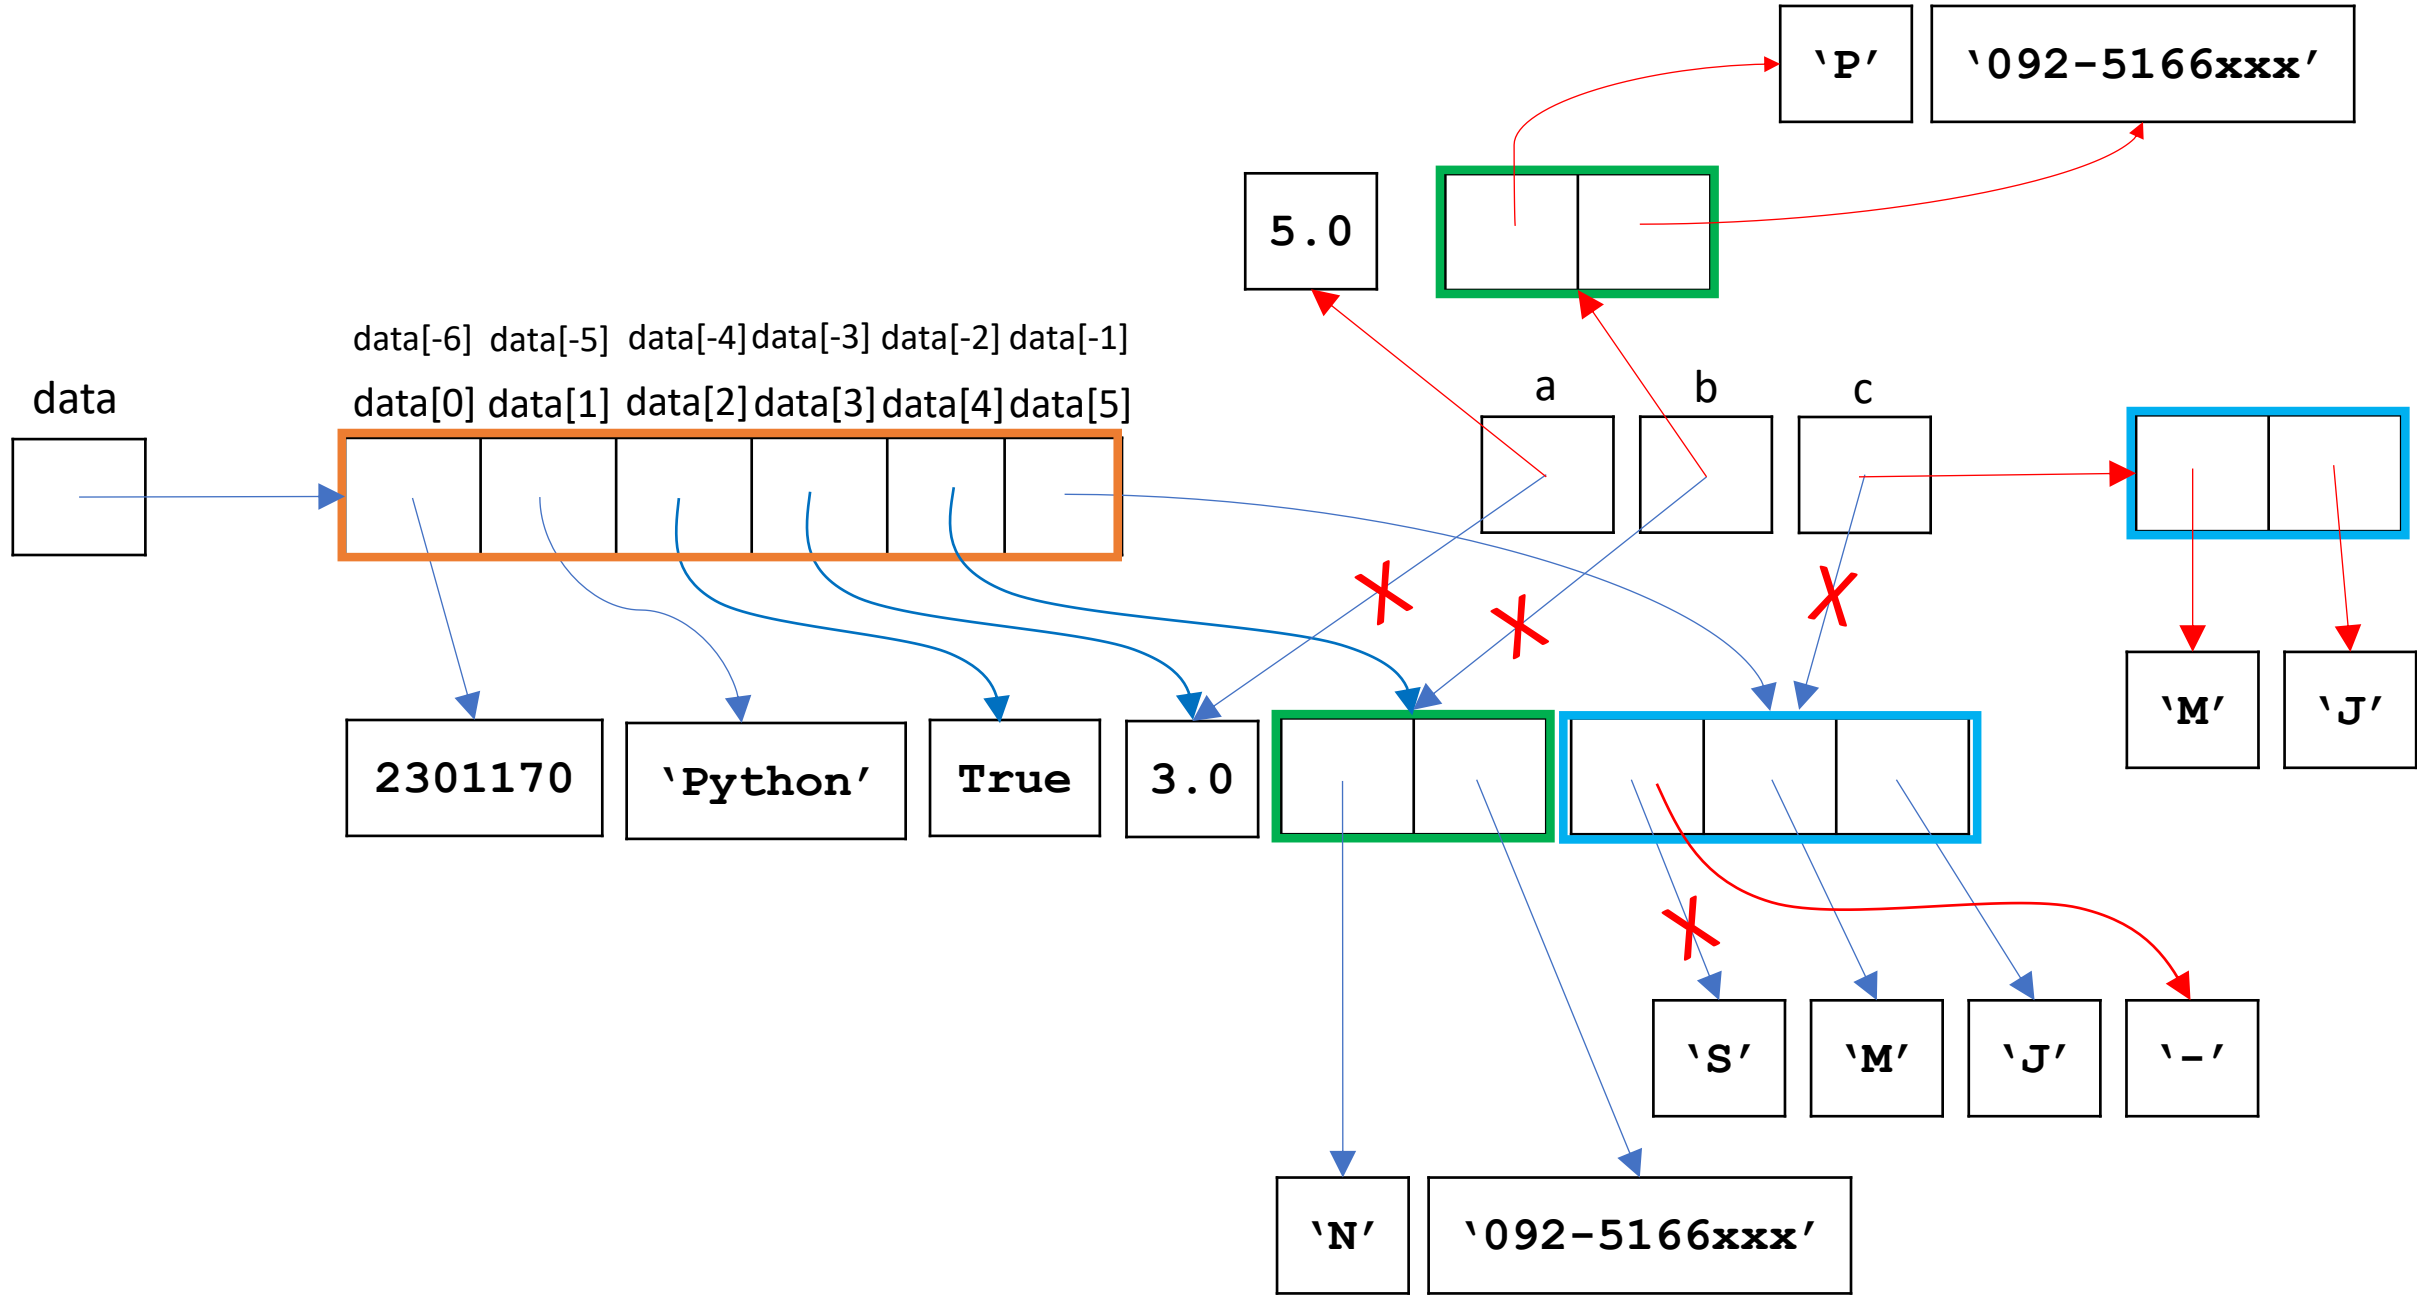 ‘P’ ‘092-5166xxx’
5.0
data[-6] data[-5] data[-4] data[-3] data[-2] data[-1]
data a b c
data[0] data[1] data[2] data[3] data[4] data[5]
X X X
‘M’ ‘J’
2301170 ‘Python’ True 3.0
X
‘S’ ‘M’ ‘J’ ‘-’
‘N’ ‘092-5166xxx’